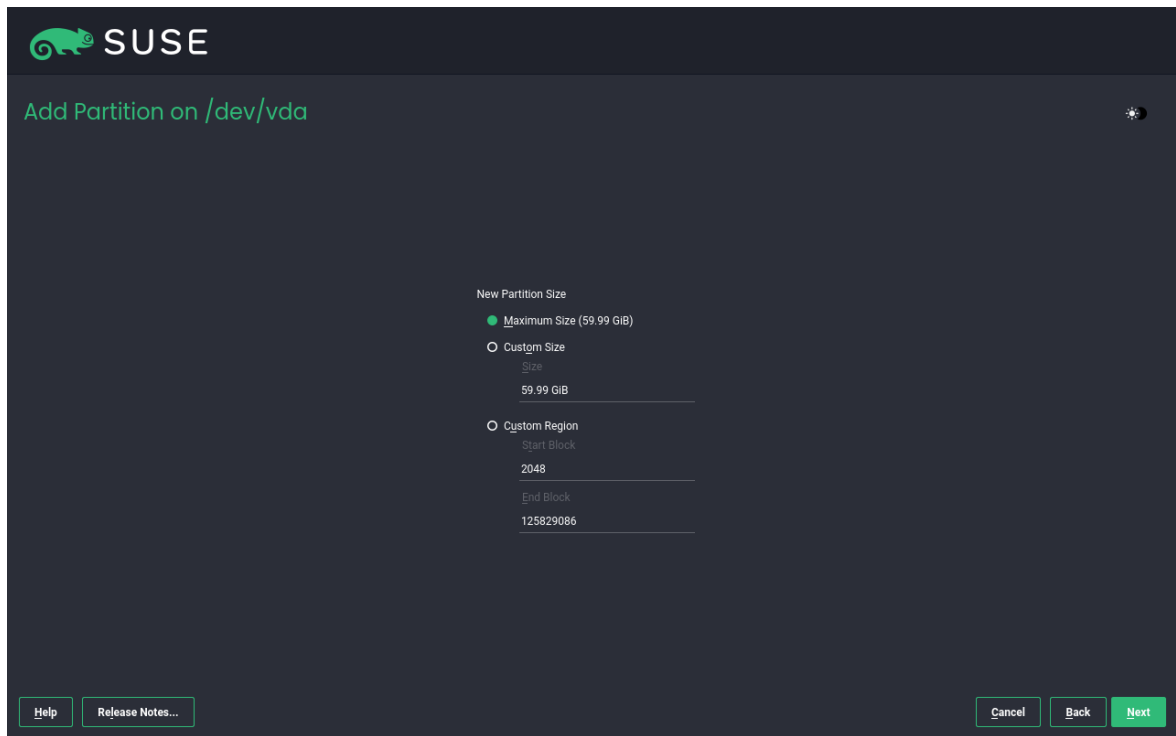 SUSE
Add Partition on /dev/vda
New Partition Size
Maximum Size (59.99 GiB)
Custom Size
Size
59.99 GiB
Custom Region
Start Block
2048
End Block
125829086
Help
Release Notes...
Cancel
Back
Next